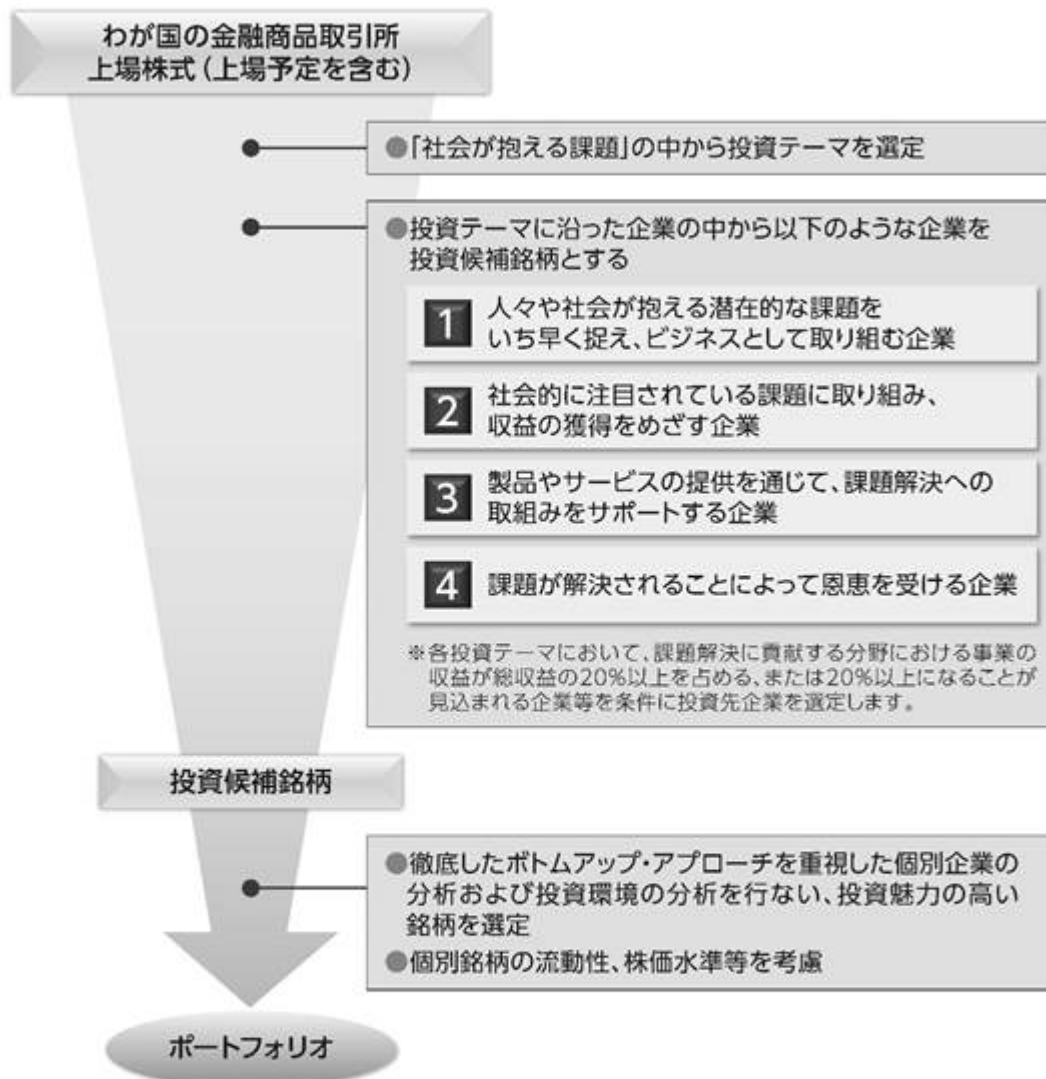 わが国の金融商品取引所
上場株式(上場予定を含む)
●「社会が抱える課題」の中から投資テーマを選定
●投資テーマに沿った企業の中から以下のような企業を
投資候補銘柄とする
1 人々や社会が抱える潜在的な課題を
いち早く捉え、ビジネスとして取り組む企業
2 社会的に注目されている課題に取り組み、
収益の獲得をめざす企業
3 製品やサービスの提供を通じて、課題解決への
取組みをサポートする企業
4 課題が解決されることによって恩恵を受ける企業
※各投資テーマにおいて、課題解決に貢献する分野における事業の
収益が総収益の20%以上を占める、または20%以上になることが
見込まれる企業等を条件に投資先企業を選定します。
投資候補銘柄
●徹底したボトムアップ・アプローチを重視した個別企業の
分析および投資環境の分析を行ない、投資魅力の高い
銘柄を選定
●個別銘柄の流動性、株価水準等を考慮
ポートフォリオ